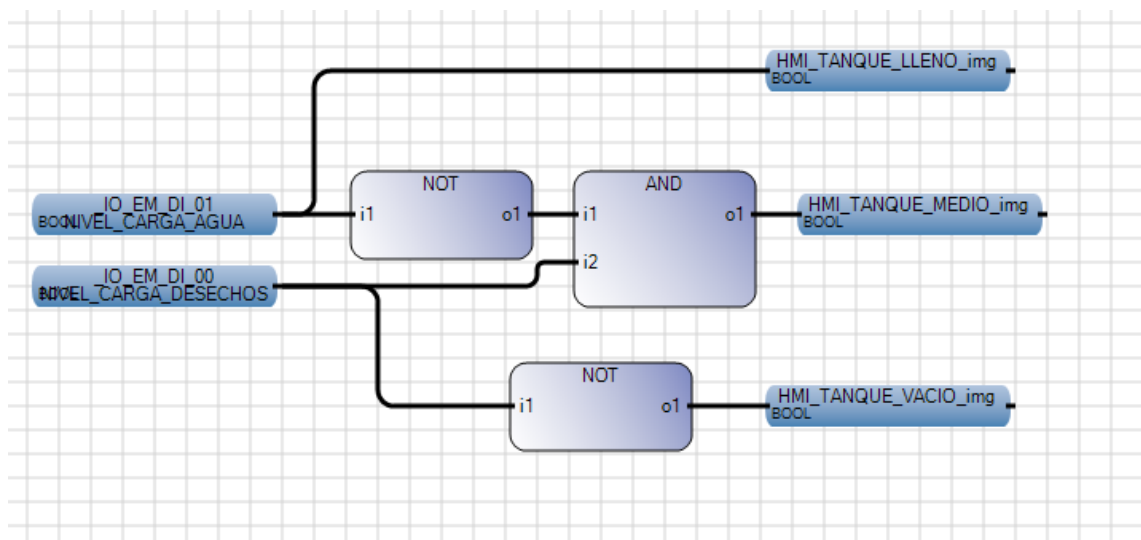 HMI_TANQUE_LLENO_img
BOOL
NOT
AND
IO_EM_DI_01
BOOL
NIVEL_CARGA_AGUA
i1
o1
i1
o1
HMI_TANQUE_MEDIO_img
BOOL
i2
IO_EM_DI_00
BOOL
NIVEL_CARGA_DESECHOS
NOT
i1
o1
HMI_TANQUE_VACIO_img
BOOL